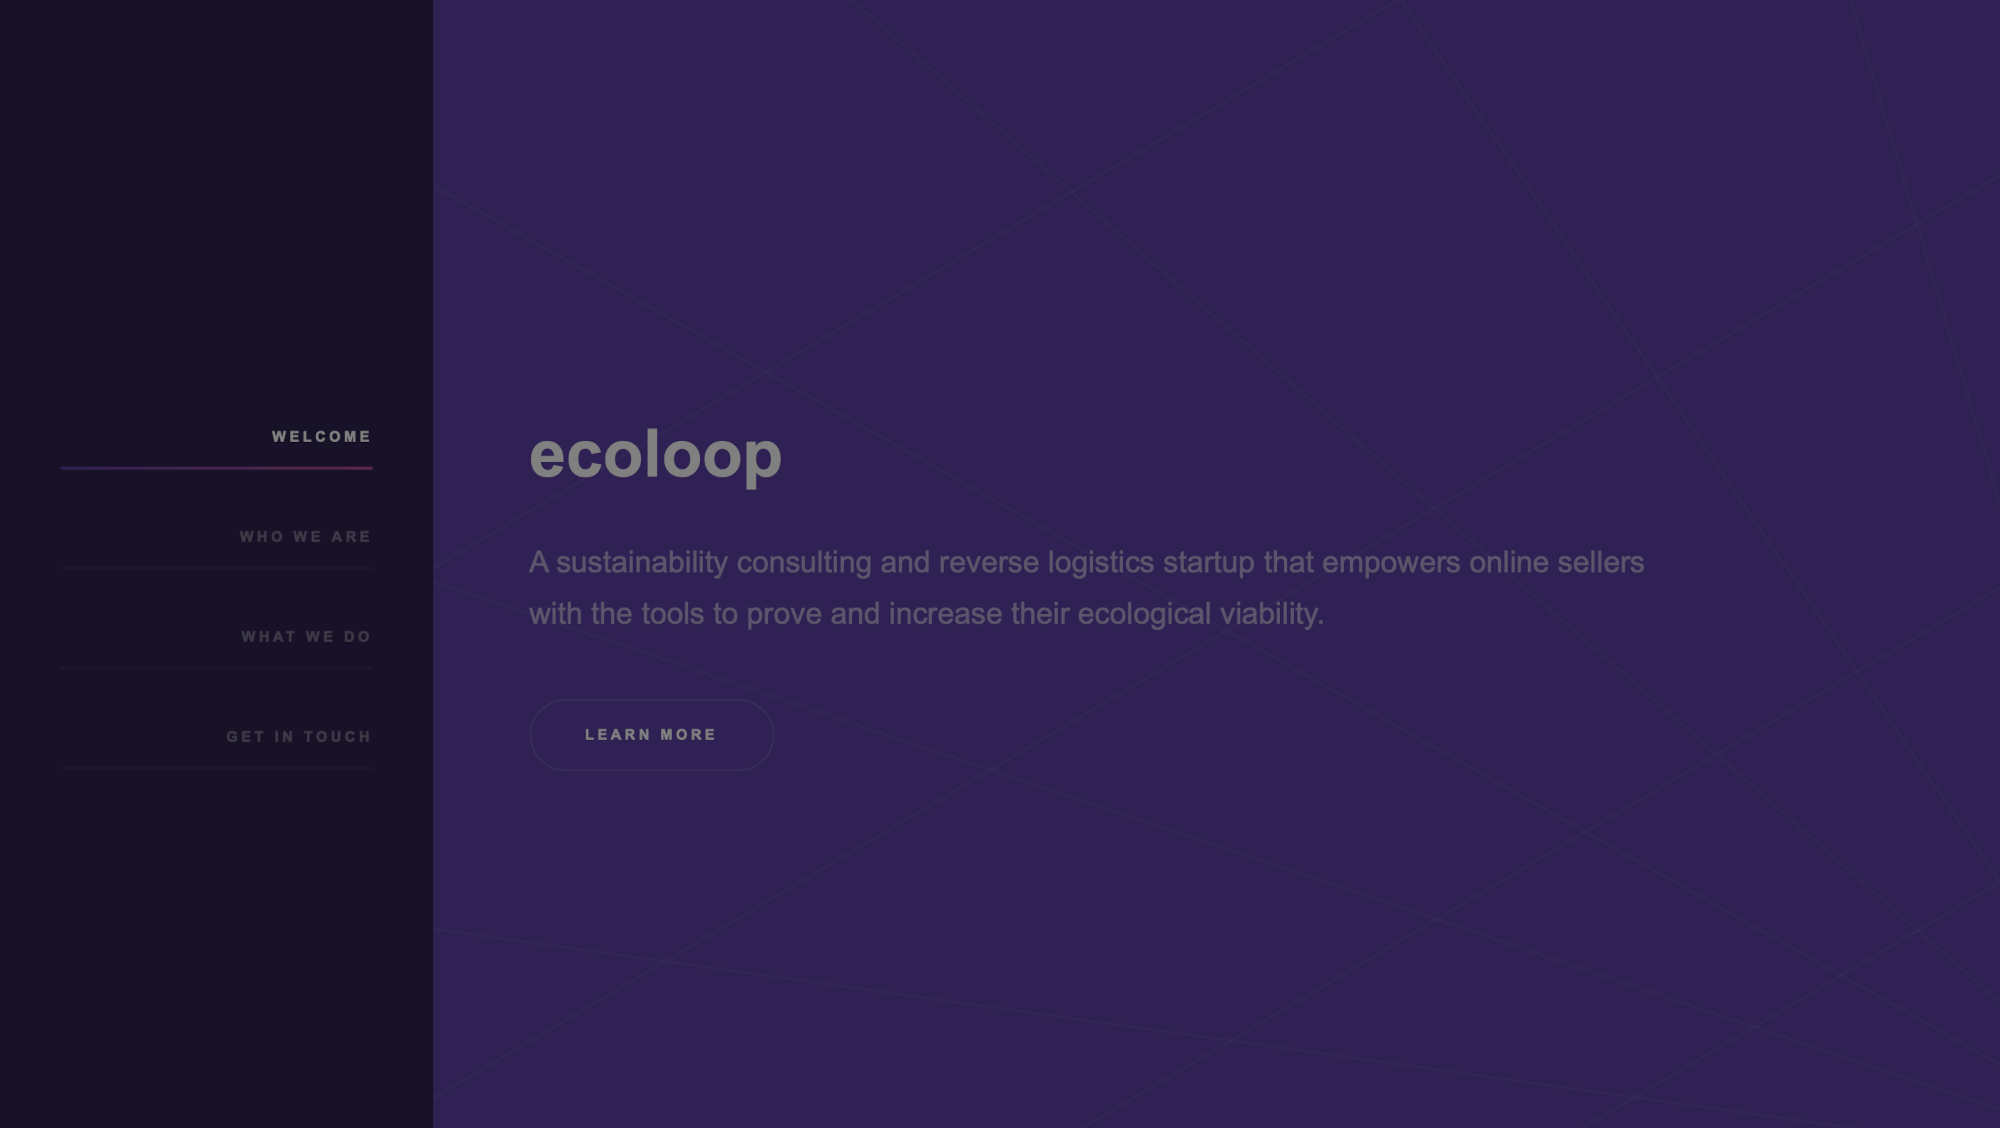 WELCOME
WHO WE ARE
WHAT WE DO
GET IN TOUCH
ecoloop
A sustainability consulting and reverse logistics startup that empowers online sellers
with the tools to prove and increase their ecological viability.
LEARN MORE